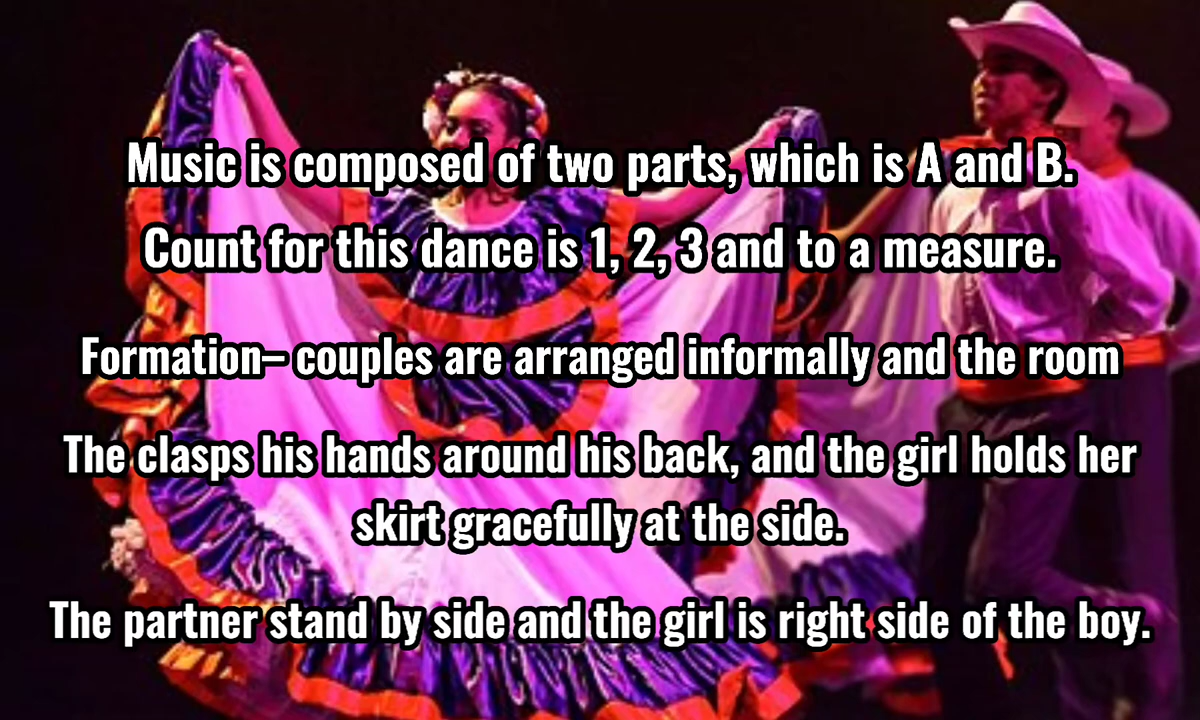 Music is composed of two parts, which is A and B.
Count for this dance is 1, 2, 3 and to a measure.
Formation– couples are arranged informally and the room
The clasps his hands around his back, and the girl holds her
skirt gracefully at the side.
The partner stand by side and the girl is right side of the boy.